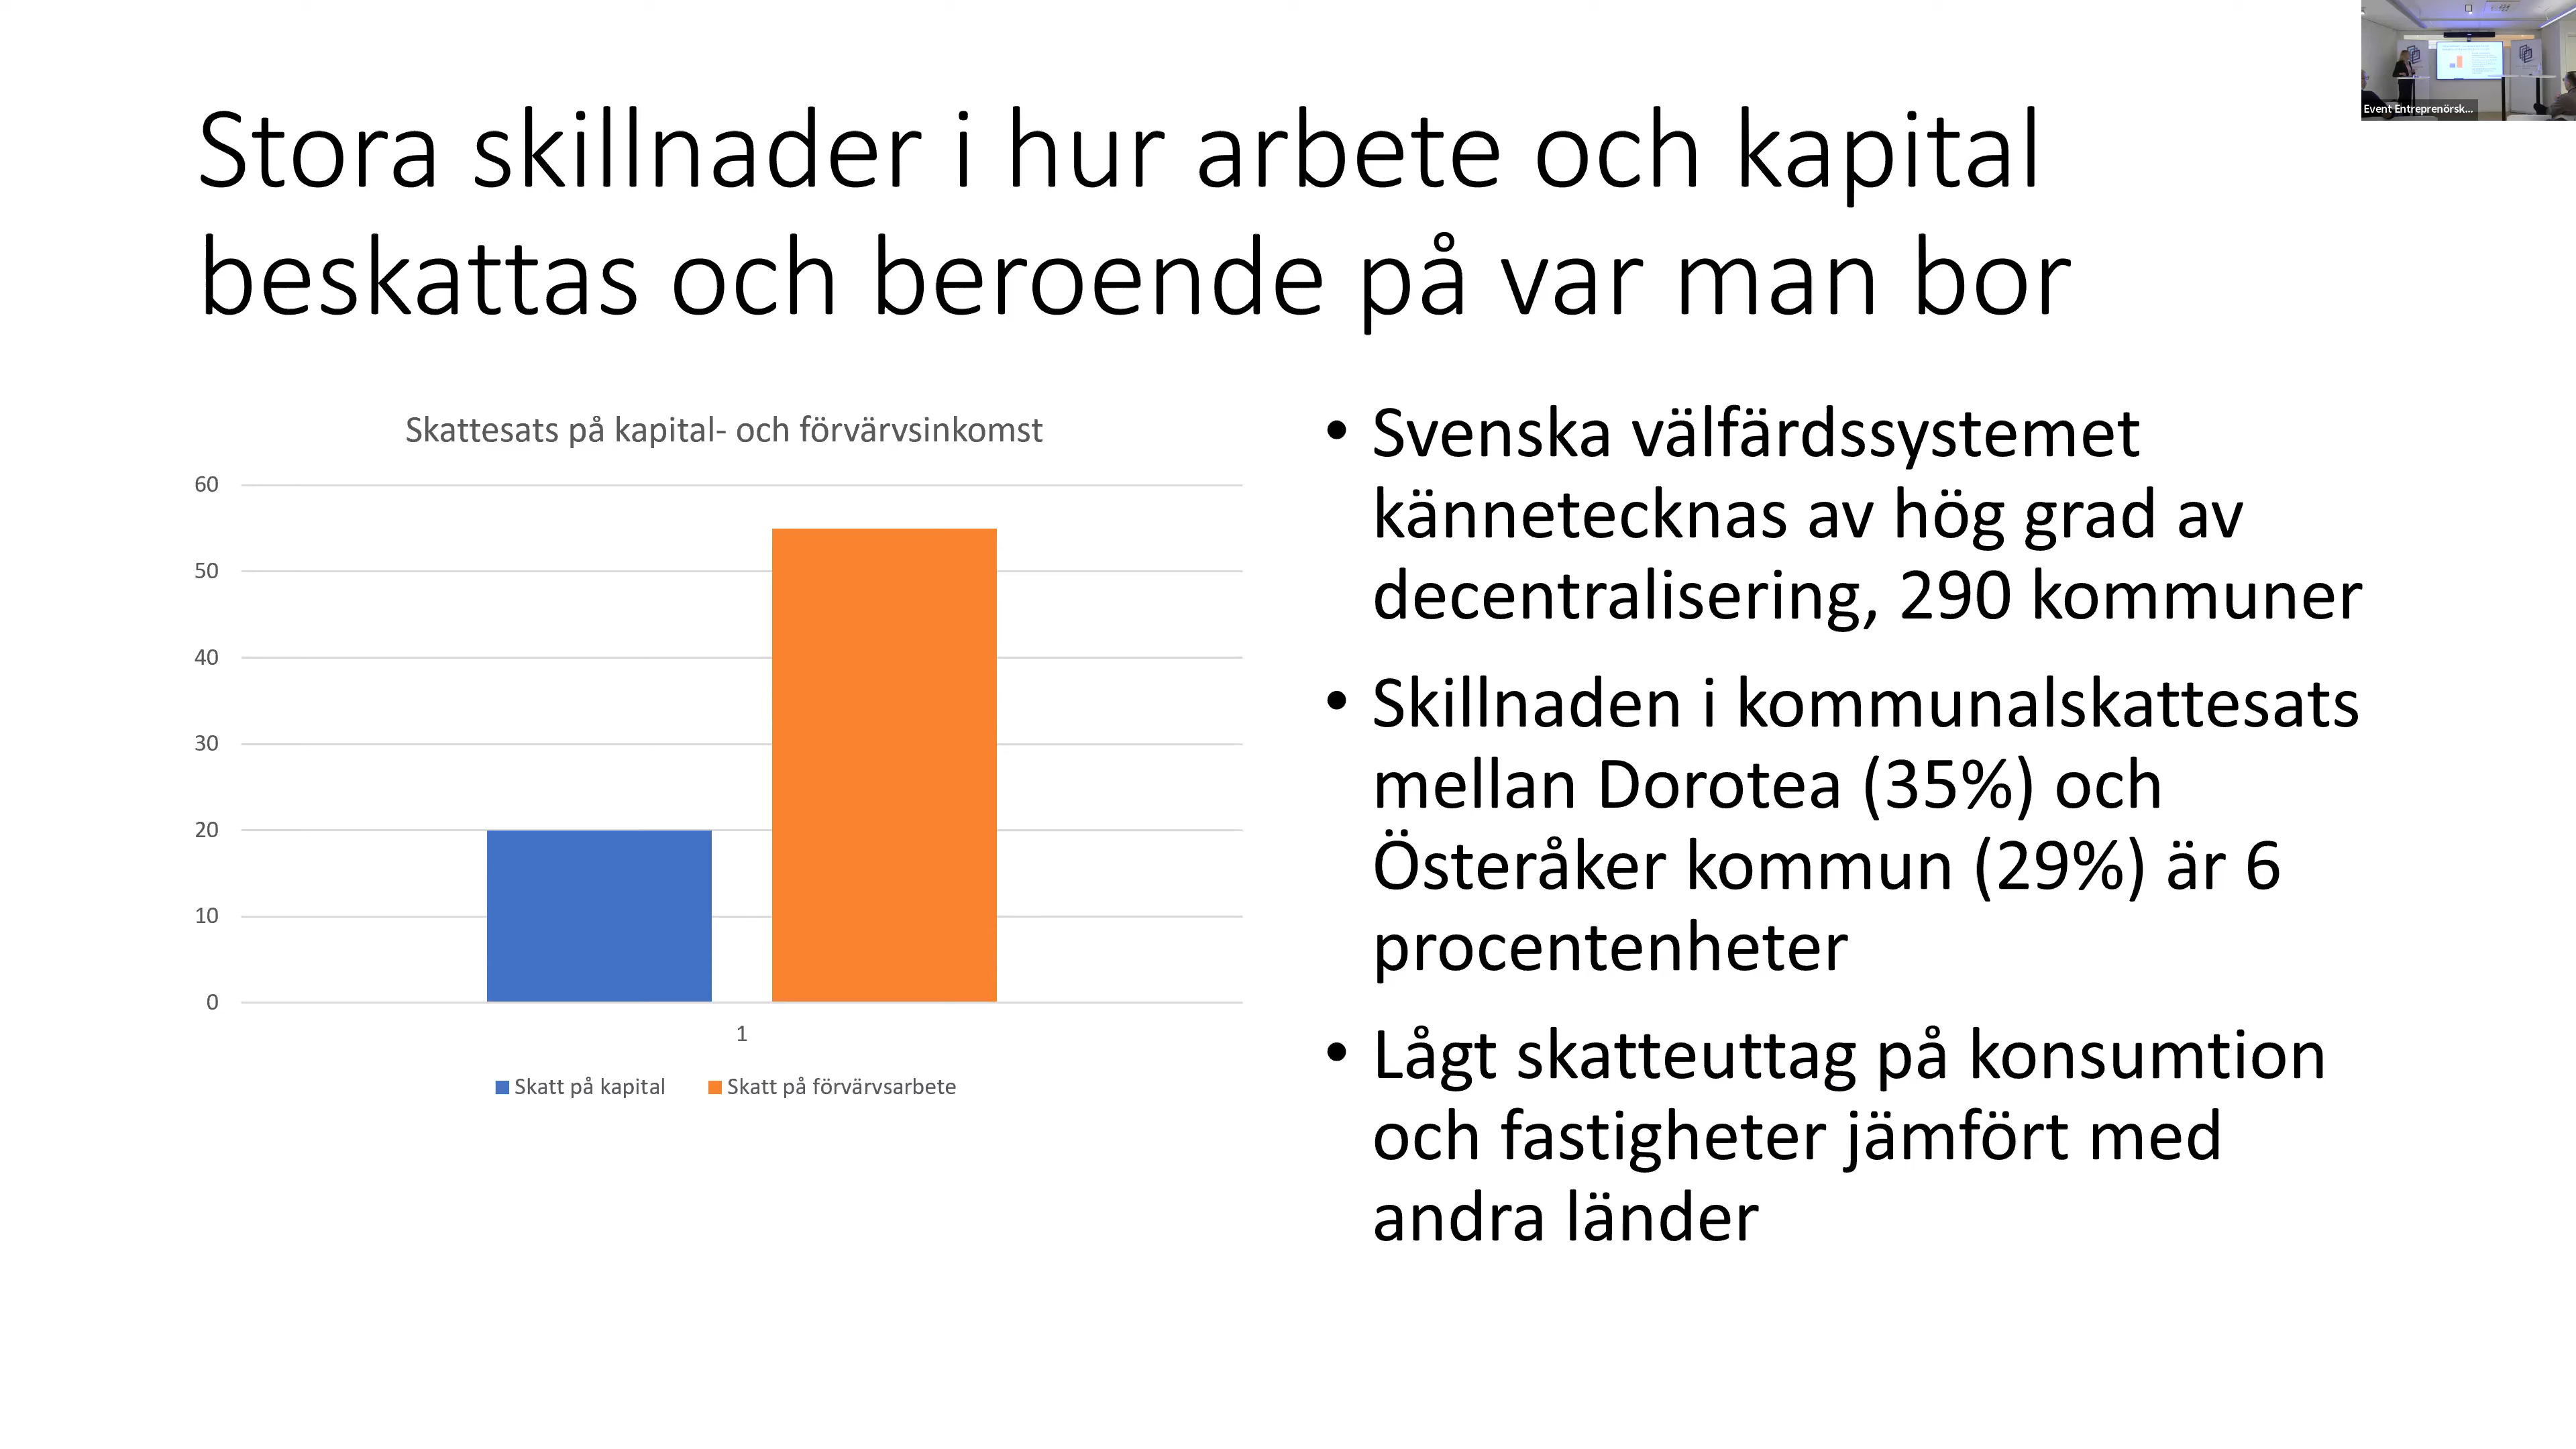 Event Entreprenörsk...
Stora skillnader i hur arbete och kapital
beskattas och beroende på var man bor
Skattesats på kapital- och förvärvsinkomst
60
50
40
30
20
10
0
1
Skatt på kapital
Skatt på förvärvsarbete
• Svenska välfärdssystemet
kännetecknas av hög grad av
decentralisering, 290 kommuner
• Skillnaden i kommunalskattesats
mellan Dorotea (35%) och
Österåker kommun (29%) är 6
procentenheter
• Lågt skatteuttag på konsumtion
och fastigheter jämfört med
andra länder